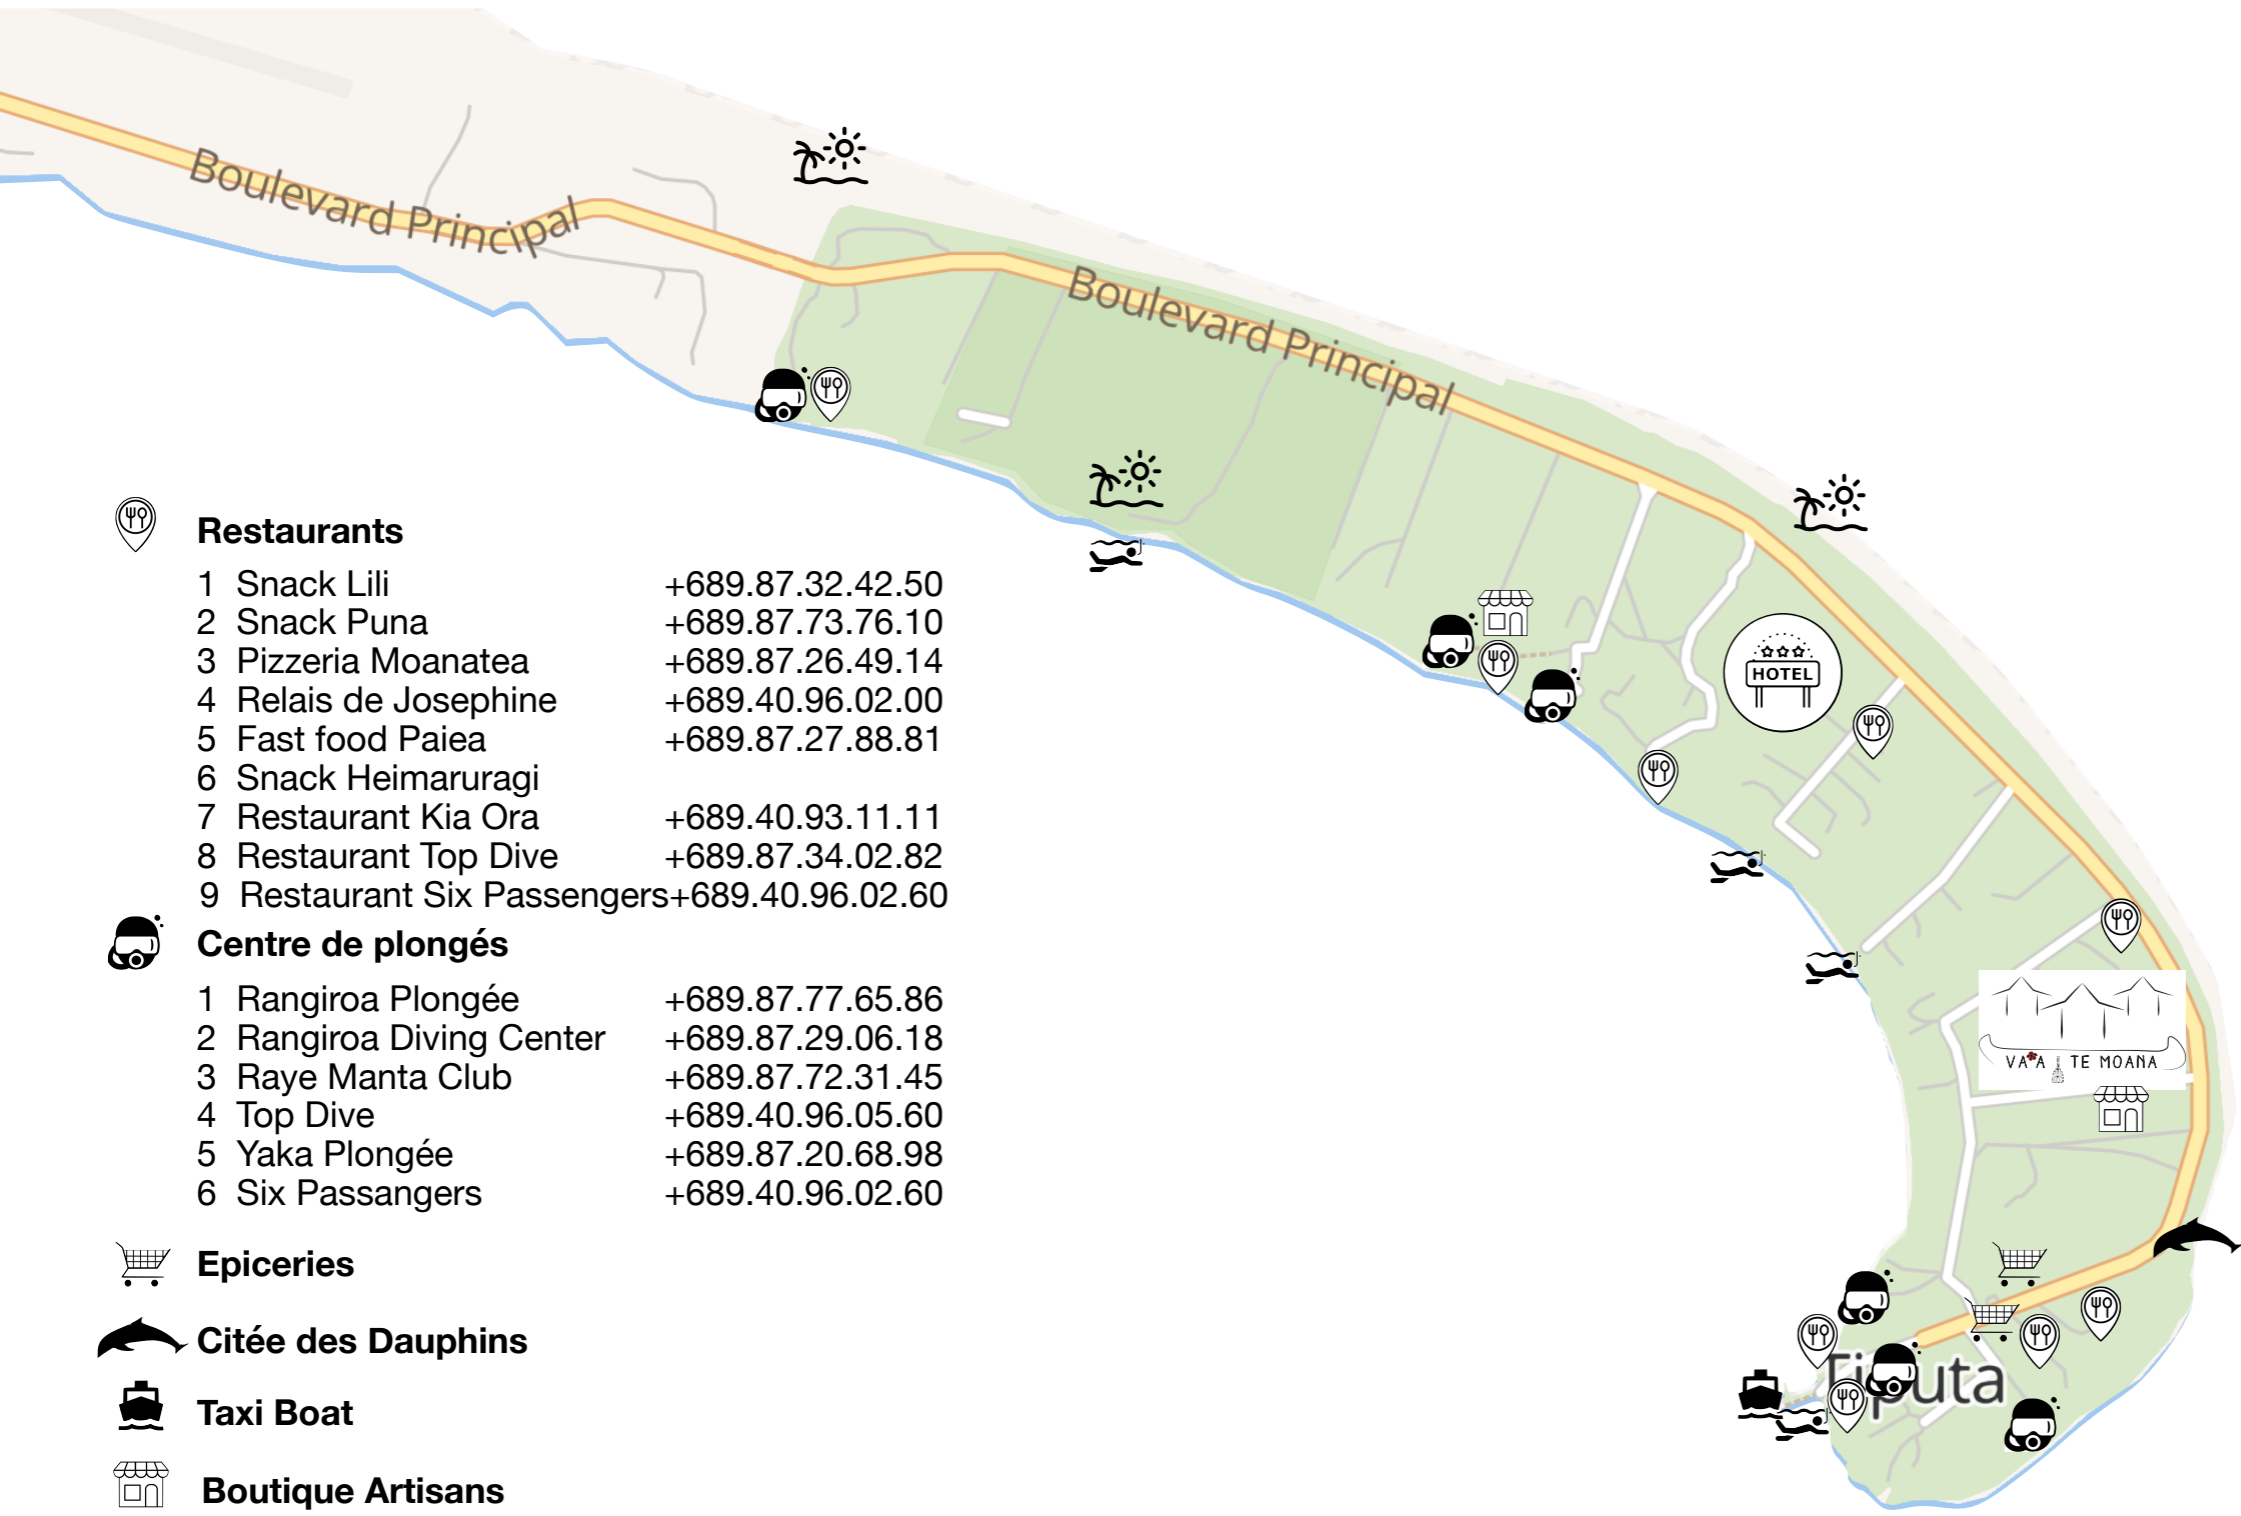 Boulevard Principal
Boulevard Principal
HOTEL
VA'A TE MOANA
Tiputa
Restaurants
1 Snack Lili +689.87.32.42.50
2 Snack Puna +689.87.73.76.10
3 Pizzeria Moanatea +689.87.26.49.14
4 Relais de Josephine +689.40.96.02.00
5 Fast food Paiea +689.87.27.88.81
6 Snack Heimaruragi
7 Restaurant Kia Ora +689.40.93.11.11
8 Restaurant Top Dive +689.87.34.02.82
9 Restaurant Six Passengers+689.40.96.02.60
Centre de plongés
1 Rangiroa Plongée +689.87.77.65.86
2 Rangiroa Diving Center +689.87.29.06.18
3 Raye Manta Club +689.87.72.31.45
4 Top Dive +689.40.96.05.60
5 Yaka Plongée +689.87.20.68.98
6 Six Passangers +689.40.96.02.60
Epiceries
Citée des Dauphins
Taxi Boat
Boutique Artisans